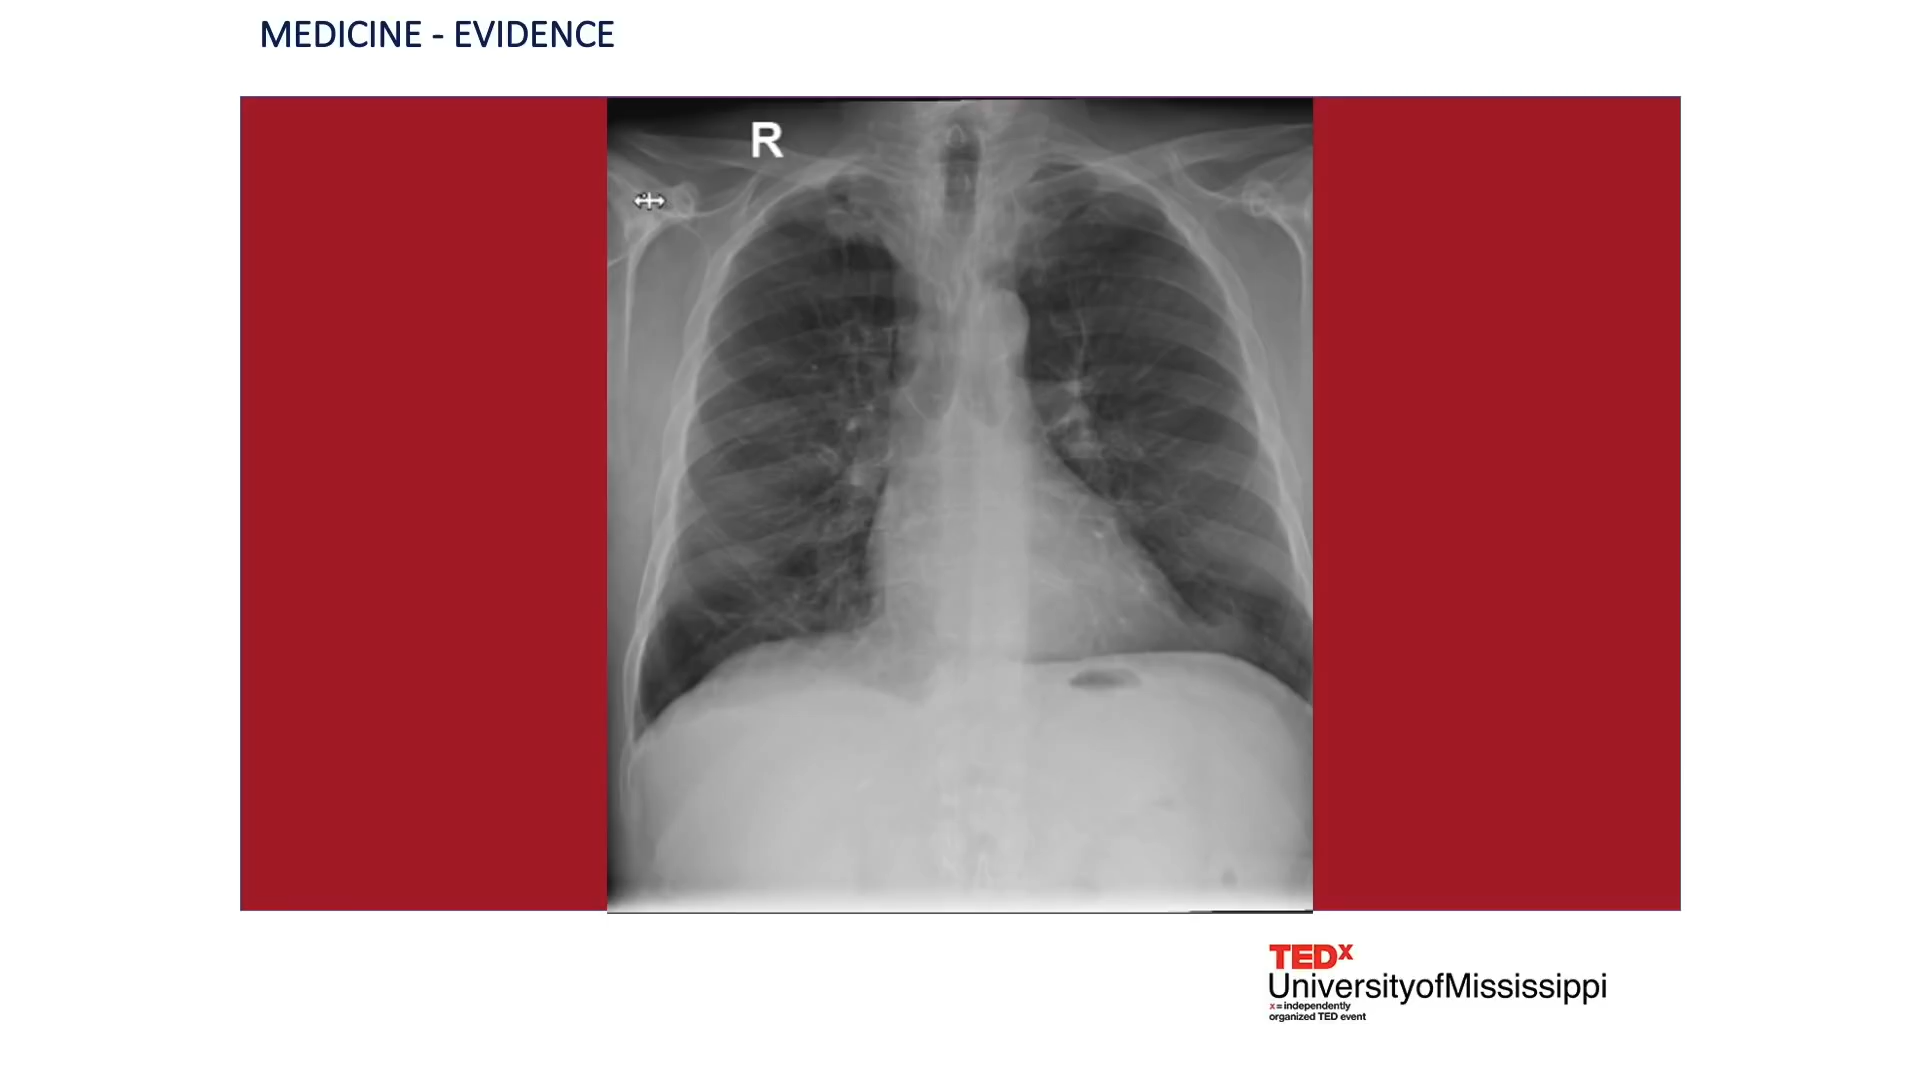 MEDICINE - EVIDENCE
R
TEDx
UniversityofMississippi
x = independently
organized TED event